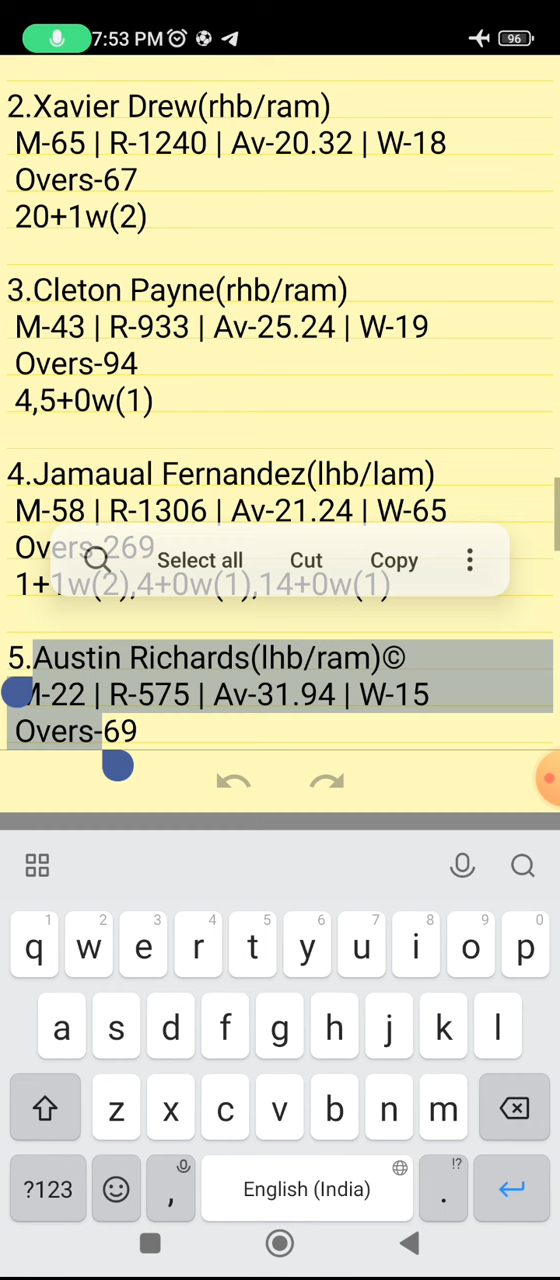 7:53 PM
96
2.Xavier Drew(rhb/ram)
M-65 | R-1240 | Av-20.32 | W-18
Overs-67
20+1w(2)
3.Cleton Payne(rhb/ram)
M-43 | R-933 | Av-25.24 | W-19
Overs-94
4,5+0w(1)
4.Jamaual Fernandez(lhb/lam)
M-58 | R-1306 | Av-21.24 | W-65
Overs-269
Select all Cut Copy
1+1w(2),4+0w(1),14+0w(1)
5.Austin Richards(lhb/ram)©
M-22 | R-575 | Av-31.94 | W-15
Overs-69
1 2 3 4 5 6 7 8 9 0
q w e r t y u i o p
a s d f g h j k l
z x c v b n m
?123 , English (India) . !?